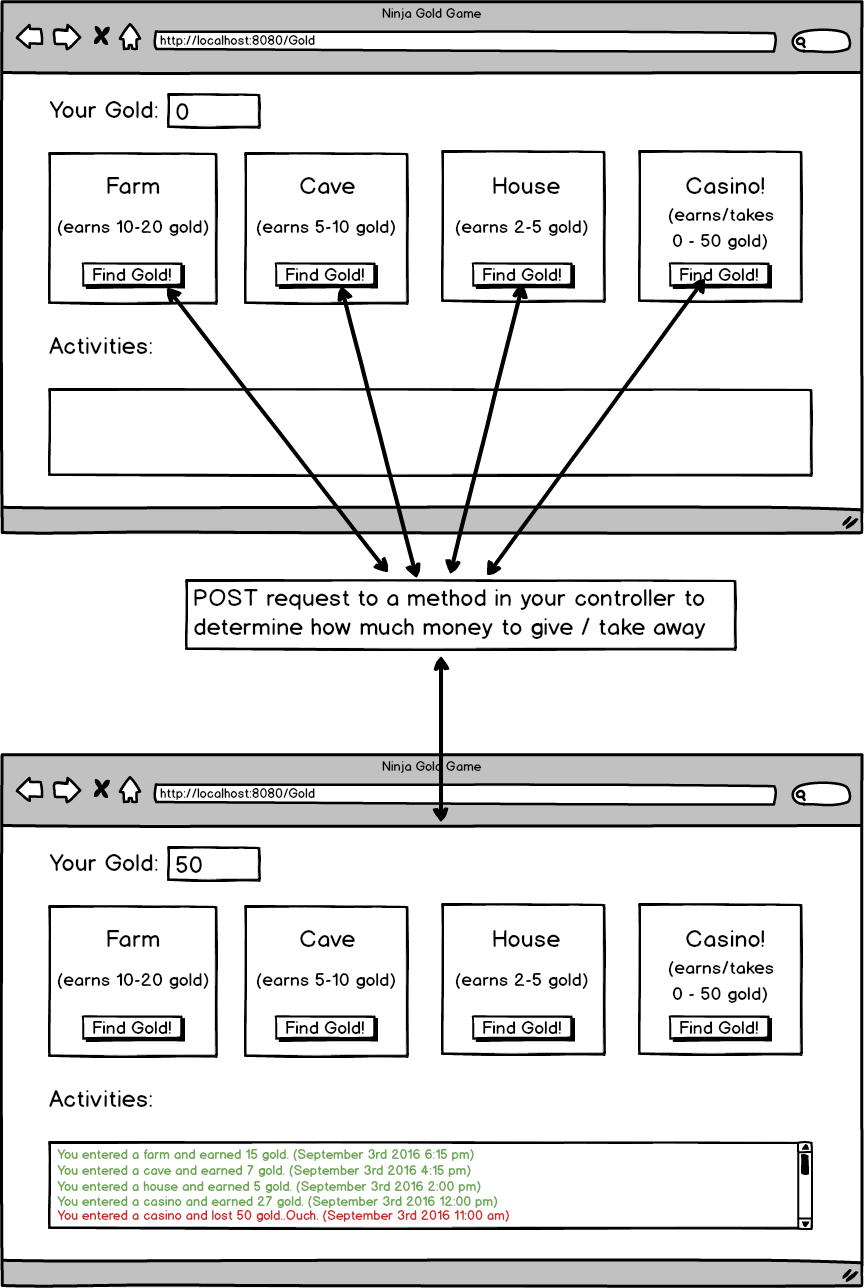 Ninja Gold Game
http://localhost:8080/Gold
Your Gold: 0
Farm
(earns 10-20 gold)
Find Gold!
Cave
(earns 5-10 gold)
Find Gold!
House
(earns 2-5 gold)
Find Gold!
Casino!
(earns/takes
0 - 50 gold)
Find Gold!
Activities:
POST request to a method in your controller to
determine how much money to give / take away
Ninja Gold Game
http://localhost:8080/Gold
Your Gold: 50
Farm
(earns 10-20 gold)
Find Gold!
Cave
(earns 5-10 gold)
Find Gold!
House
(earns 2-5 gold)
Find Gold!
Casino!
(earns/takes
0 - 50 gold)
Find Gold!
Activities:
You entered a farm and earned 15 gold. (September 3rd 2016 6:15 pm)
You entered a cave and earned 7 gold. (September 3rd 2016 4:15 pm)
You entered a house and earned 5 gold. (September 3rd 2016 2:00 pm)
You entered a casino and earned 27 gold. (September 3rd 2016 12:00 pm)
You entered a casino and lost 50 gold..Ouch. (September 3rd 2016 11:00 am)